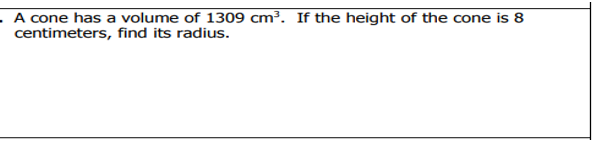 . A cone has a volume of 1309 cm³. If the height of the cone is 8
centimeters, find its radius.